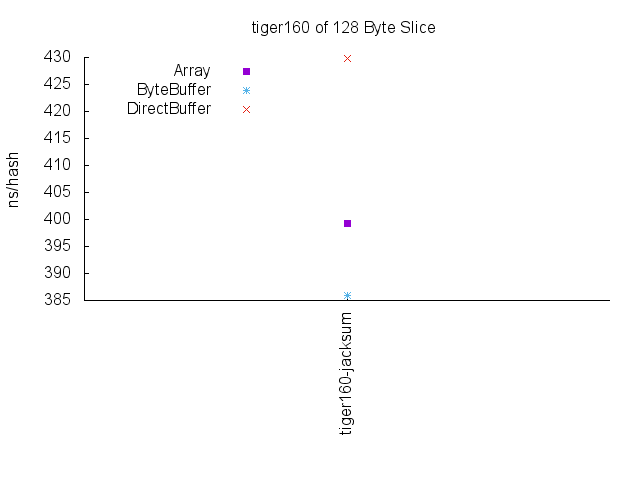 tiger160 of 128 Byte Slice
430
425
420
415
410
405
400
395
390
385
ns/hash
Array
ByteBuffer
DirectBuffer
tiger160-jacksum